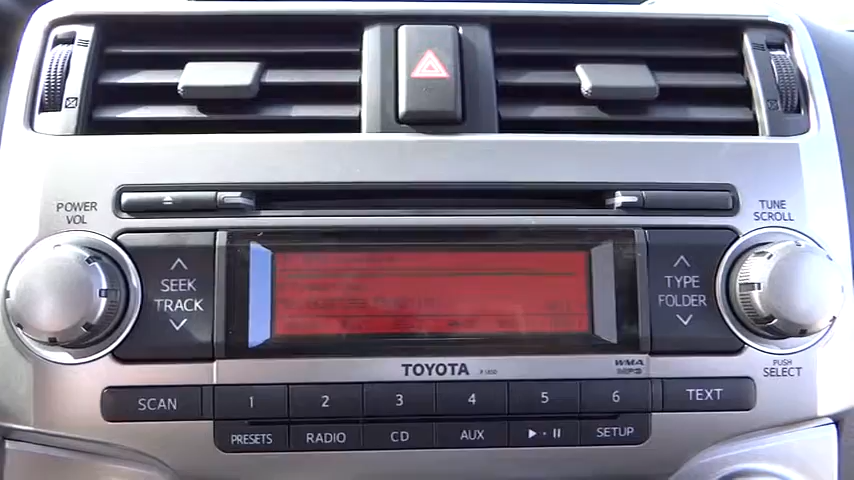 POWER
VOL
TUNE
SCROLL
SEEK
TRACK
TYPE
FOLDER
TOYOTA
WMA
MP3
PUSH
SELECT
SCAN
1
2
3
4
5
6
TEXT
PRESETS
RADIO
CD
AUX
SETUP